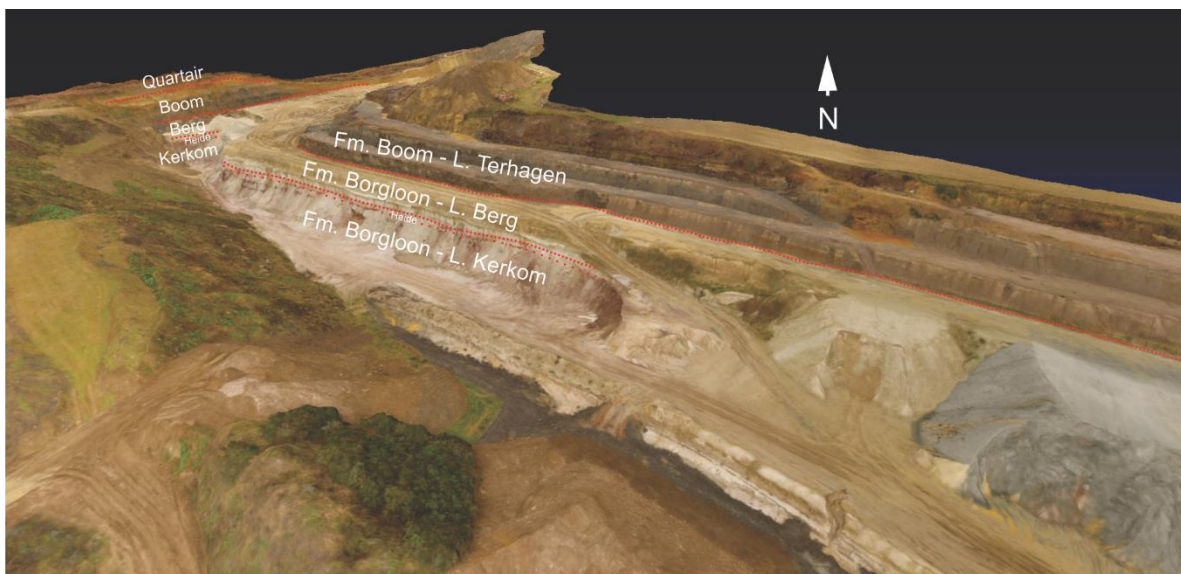 Quartair
Boom
Berg
Heide
Kerkom
N
Fm. Boom - L. Terhagen
Fm. Borgloon - L. Berg
Heide
Fm. Borgloon - L. Kerkom